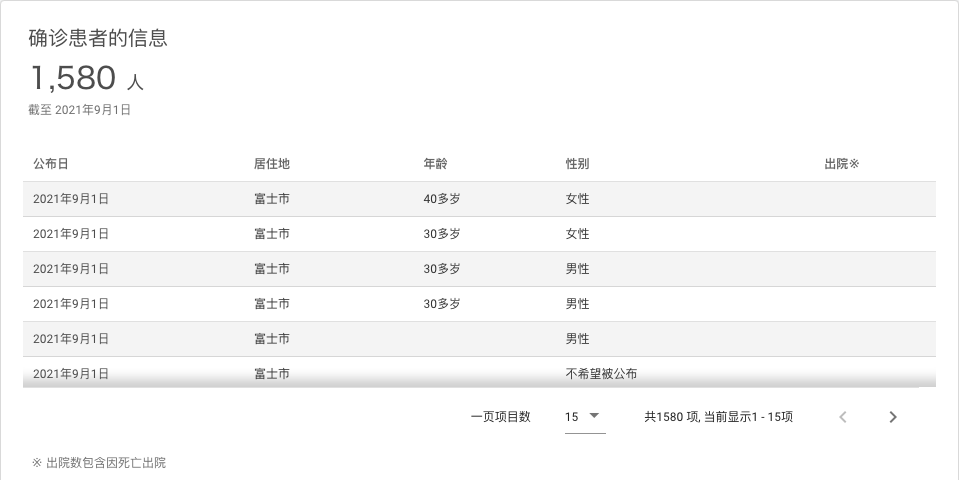 确诊患者的信息
1,580 人
截至 2021年9月1日
公布日 居住地 年龄 性别 出院※
2021年9月1日 富士市 40多岁 女性
2021年9月1日 富士市 30多岁 女性
2021年9月1日 富士市 30多岁 男性
2021年9月1日 富士市 30多岁 男性
2021年9月1日 富士市 男性
2021年9月1日 富士市 不希望被公布
一页项目数 15 共1580 项, 当前显示1 - 15项
※ 出院数包含因死亡出院